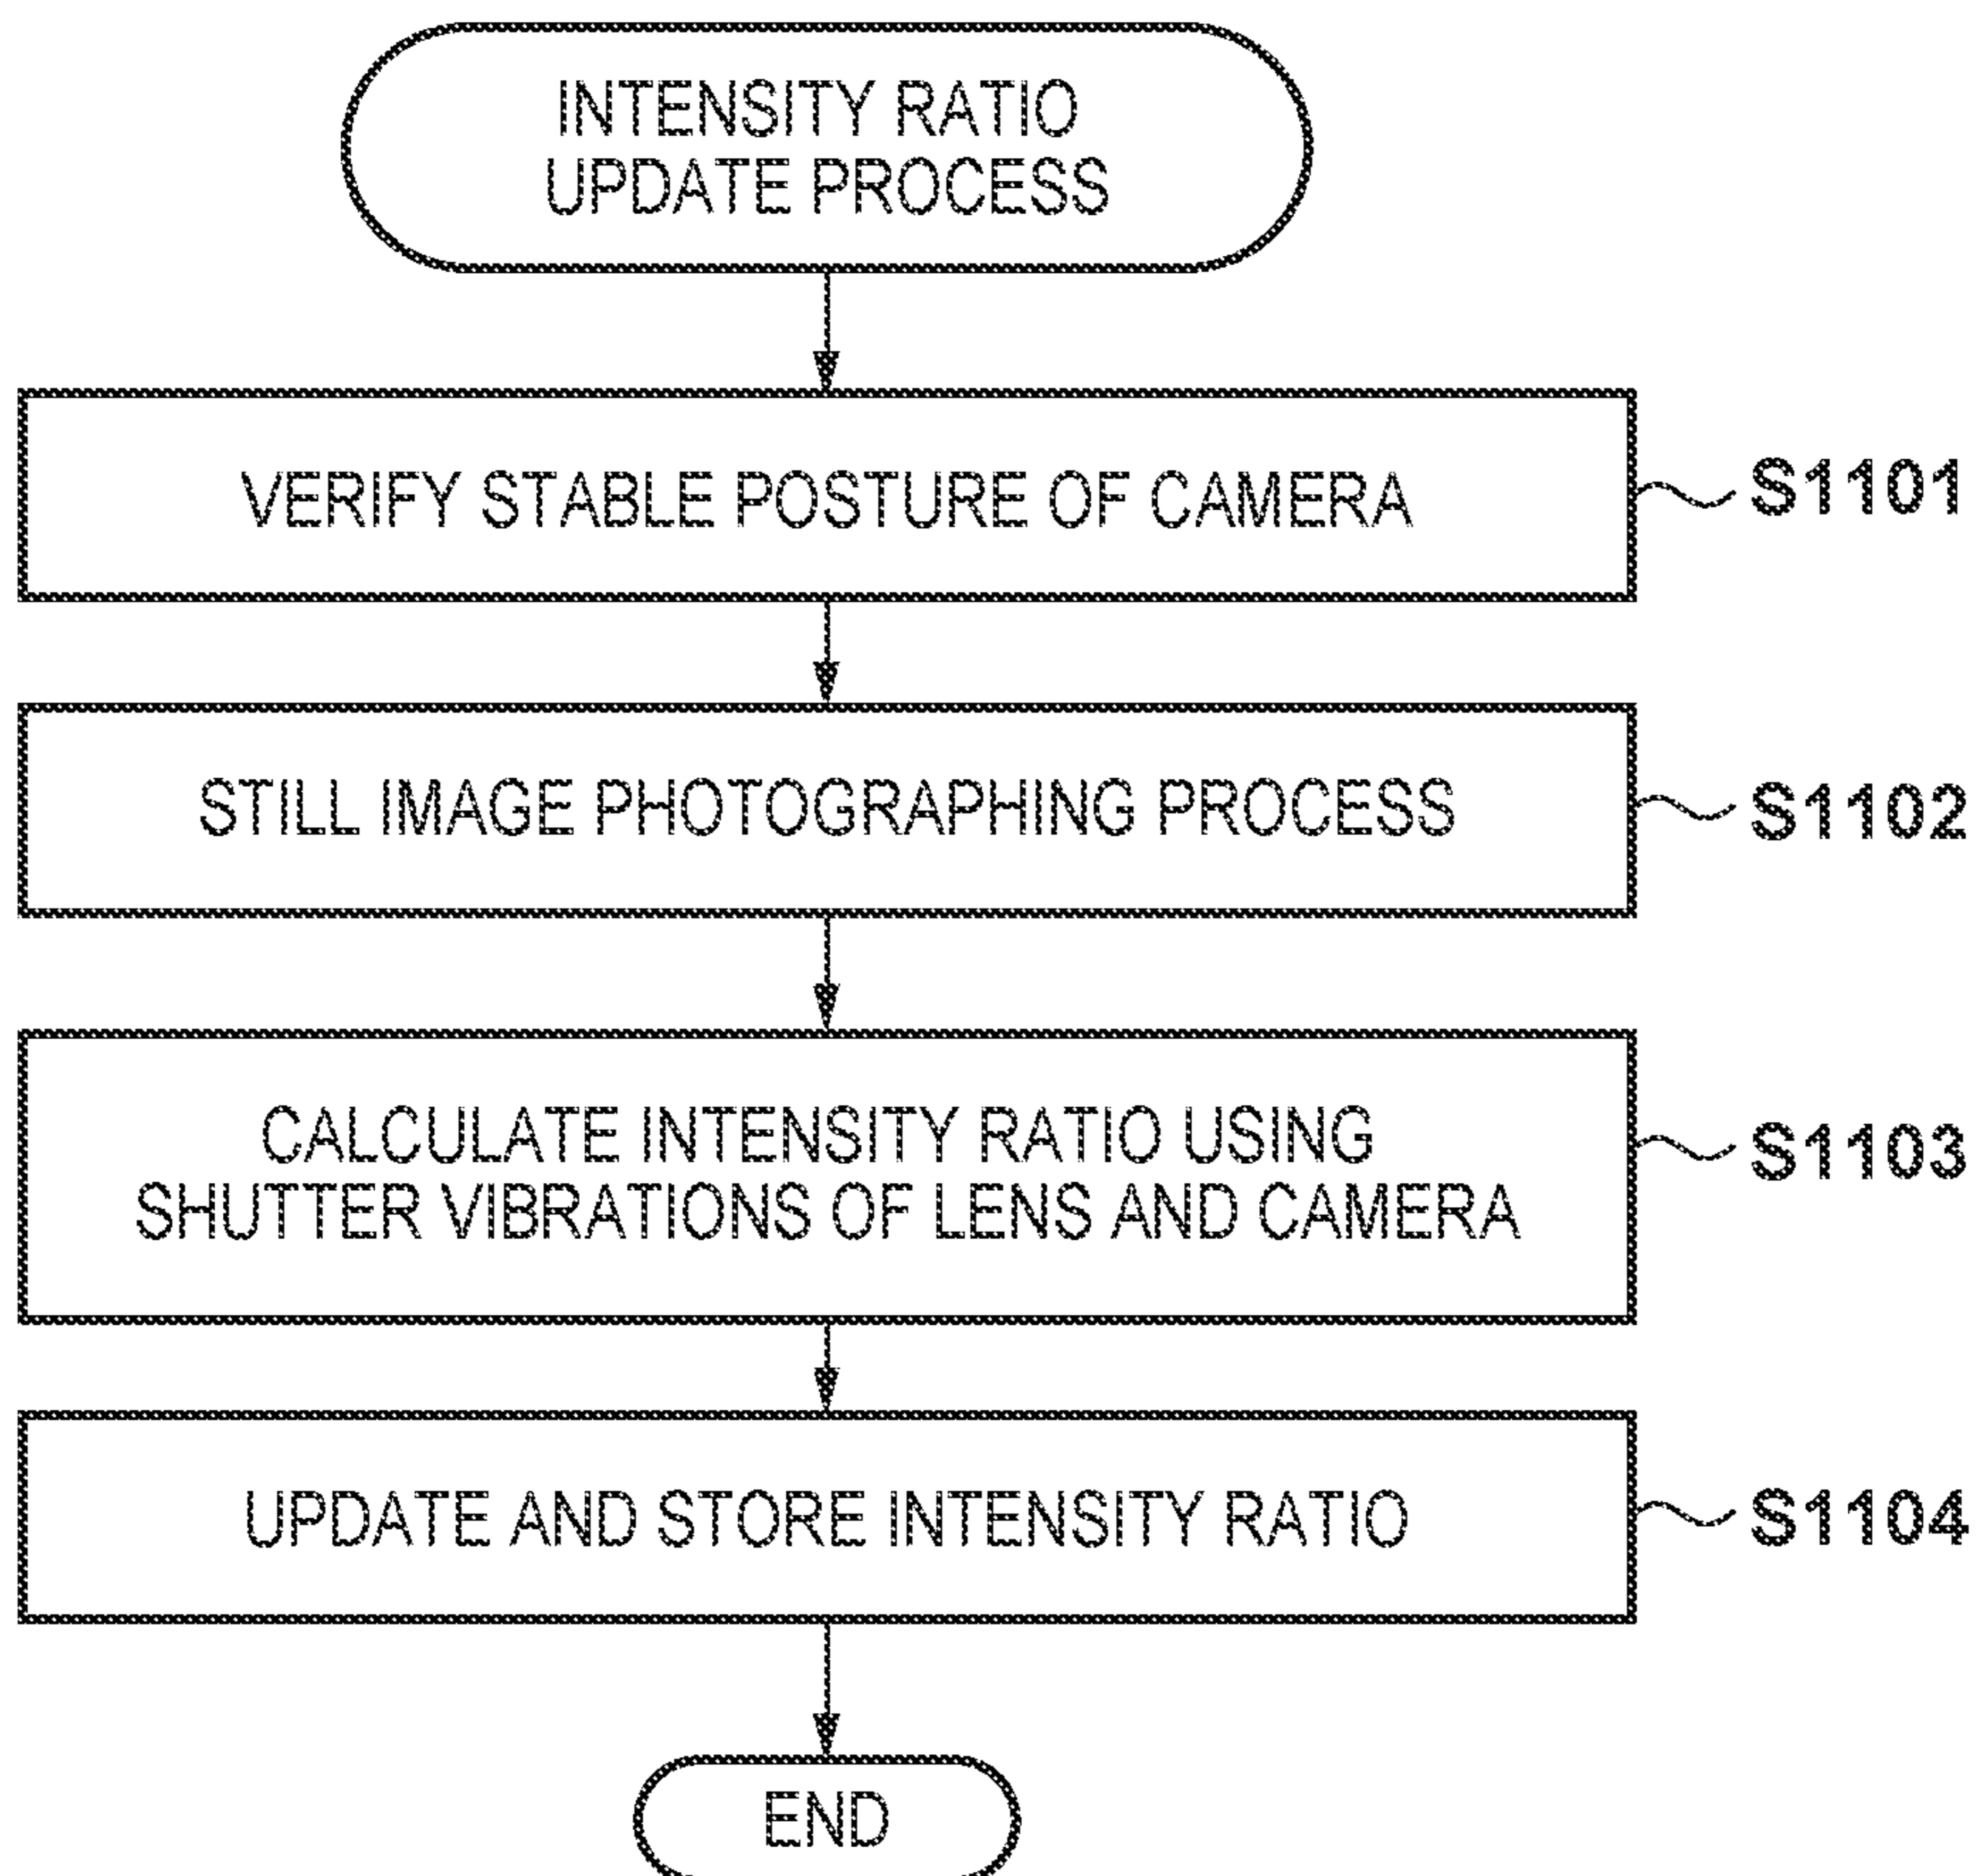 INTENSITY RATIO
UPDATE PROCESS
VERIFY STABLE POSTURE OF CAMERA
S1101
STILL IMAGE PHOTOGRAPHING PROCESS
S1102
CALCULATE INTENSITY RATIO USING
SHUTTER VIBRATIONS OF LENS AND CAMERA
S1103
UPDATE AND STORE INTENSITY RATIO
S1104
END